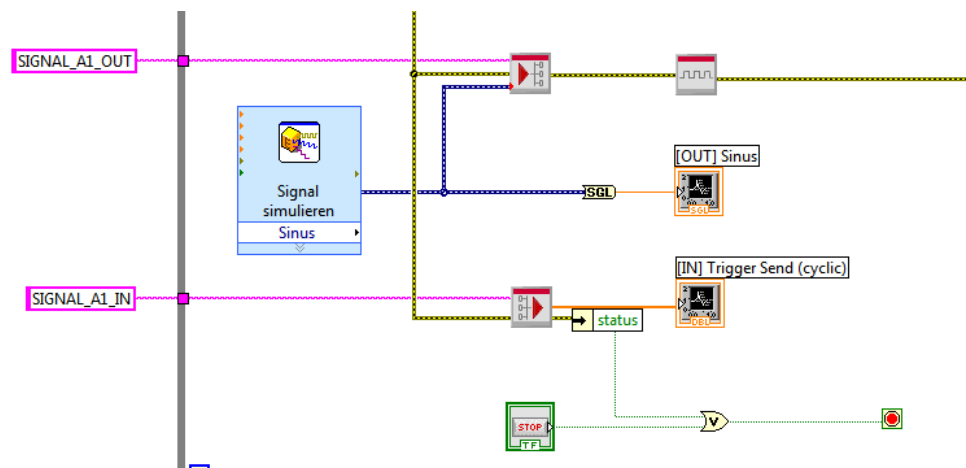 SIGNAL_A1_OUT
[OUT] Sinus
SGL
SGL
Signal
simulieren
Sinus
SIGNAL_A1_IN
[IN] Trigger Send (cyclic)
DBL
status
STOP
TF
V